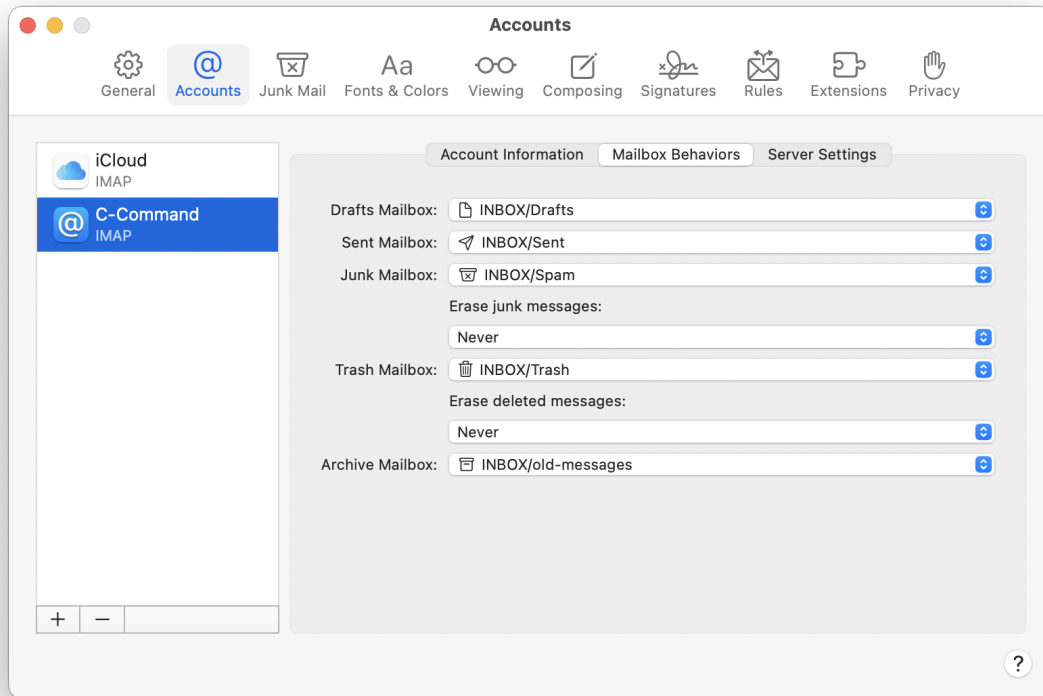 Accounts
General Accounts Junk Mail Fonts & Colors Viewing Composing Signatures Rules Extensions Privacy
iCloud
IMAP
C-Command
IMAP
Account Information Mailbox Behaviors Server Settings
Drafts Mailbox: INBOX/Drafts
Sent Mailbox: INBOX/Sent
Junk Mailbox: INBOX/Spam
Erase junk messages:
Never
Trash Mailbox: INBOX/Trash
Erase deleted messages:
Never
Archive Mailbox: INBOX/old-messages
?